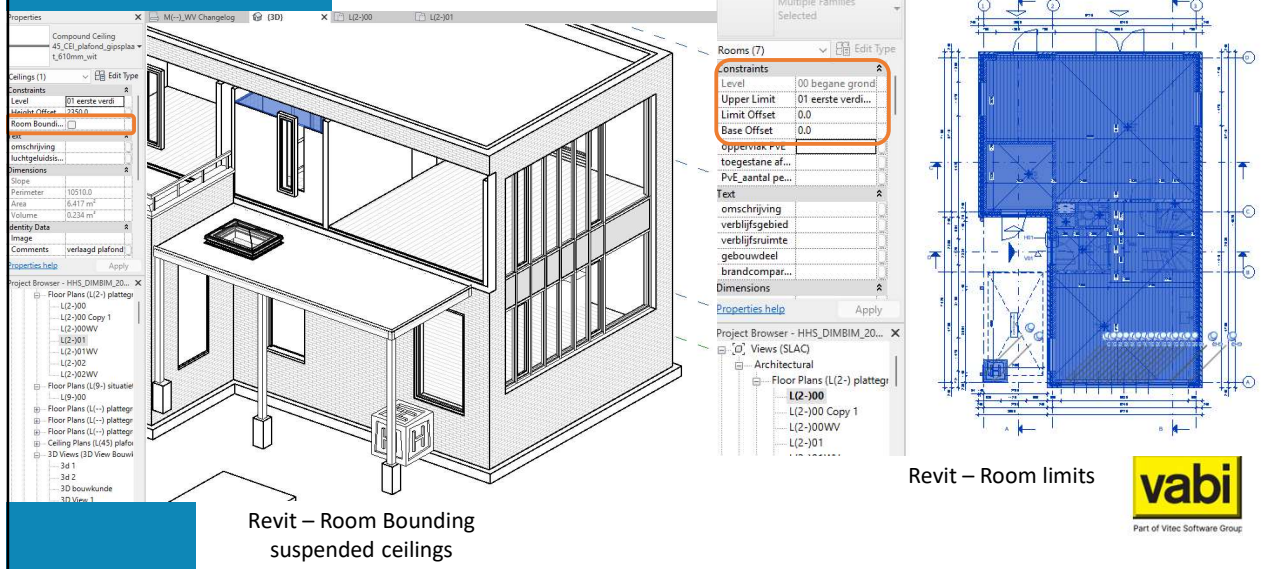 Properties
Compound Ceiling
45_CEI_plafond_gipsplaa
t_610mm_wit
Ceilings (1)
Edit Type
Constraints
Level 01 eerste verdi
Height Offset 2350.0
Room Boundi...
Text
omschrijving
luchtgeluidsis...
Dimensions
Slope
Perimeter 10510.0
Area 6.417 m²
Volume 0.234 m³
Identity Data
Image
Comments verlaagd plafond
Properties help Apply
Project Browser - HHS_DIMBIM_20...
Floor Plans (L(2-) plattegr
L(2-)00
L(2-)00 Copy 1
L(2-)00WV
L(2-)01
L(2-)01WV
L(2-)02
L(2-)02WV
Floor Plans (L(9-) situatie
L(9-)00
Floor Plans (L(--) plattegr
Floor Plans (L(--) plattegr
Floor Plans (L(--) plattegr
Ceiling Plans (L(45) plafor
3D Views (3D View Bouwk
3d 1
3d 2
3D bouwkunde
3D View 1
M(--)_WV Changelog
(3D)
L(2-)00
L(2-)01
H
H
Revit – Room Bounding
suspended ceilings
Multiple Families
Selected
Rooms (7)
Edit Type
Constraints
Level 00 begane grond
Upper Limit 01 eerste verdi...
Limit Offset 0.0
Base Offset 0.0
oppervlak PvE
toegestane af...
PvE_aantal pe...
Text
omschrijving
verblijfsgebied
verblijfsruimte
gebouwdeel
brandcompar...
Dimensions
Properties help Apply
Project Browser - HHS_DIMBIM_20...
Views (SLAC)
Architectural
Floor Plans (L(2-) plattegr
L(2-)00
L(2-)00 Copy 1
L(2-)00WV
L(2-)01
1
3
D
C
B
A
H
A
B
Revit – Room limits
vabi
Part of Vitec Software Group